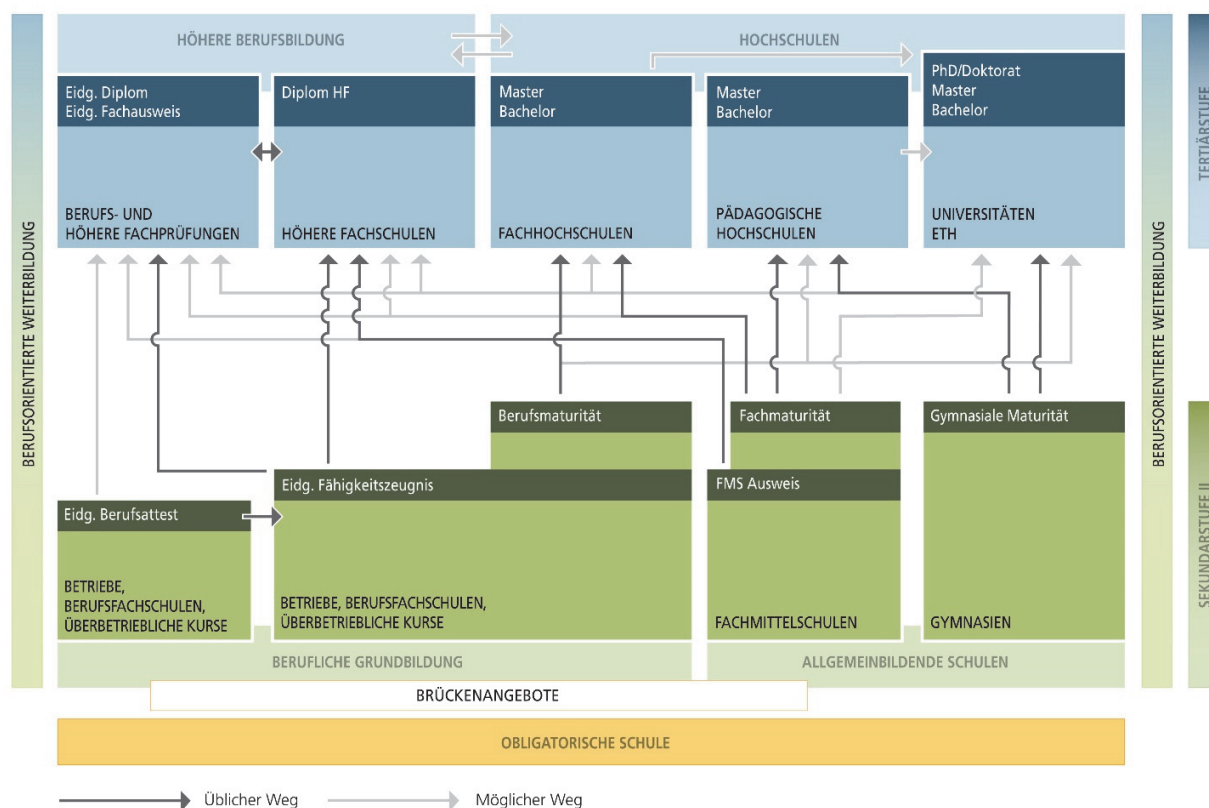 BERUFSORIENTIERTE WEITERBILDUNG
HÖHERE BERUFSBILDUNG
HOCHSCHULEN
BERUFSORIENTIERTE WEITERBILDUNG
TERTIÄRSTUFE
Eidg. Diplom
Eidg. Fachausweis
Diplom HF
Master
Bachelor
Master
Bachelor
PhD/Doktorat
Master
Bachelor
BERUFS- UND
HÖHERE FACHPRÜFUNGEN
HÖHERE FACHSCHULEN
FACHHOCHSCHULEN
PÄDAGOGISCHE
HOCHSCHULEN
UNIVERSITÄTEN
ETH
Berufsmaturität
Fachmaturität
Gymnasiale Maturität
Eidg. Fähigkeitszeugnis
FMS Ausweis
Eidg. Berufsattest
SEKUNDARSTUFE II
BETRIEBE,
BERUFSFACHSCHULEN,
ÜBERBETRIEBLICHE KURSE
BETRIEBE, BERUFSFACHSCHULEN,
ÜBERBETRIEBLICHE KURSE
FACHMITTELSCHULEN
GYMNASIEN
BERUFLICHE GRUNDBILDUNG
ALLGEMEINBILDENDE SCHULEN
BRÜCKENANGEBOTE
OBLIGATORISCHE SCHULE
Üblicher Weg
Möglicher Weg